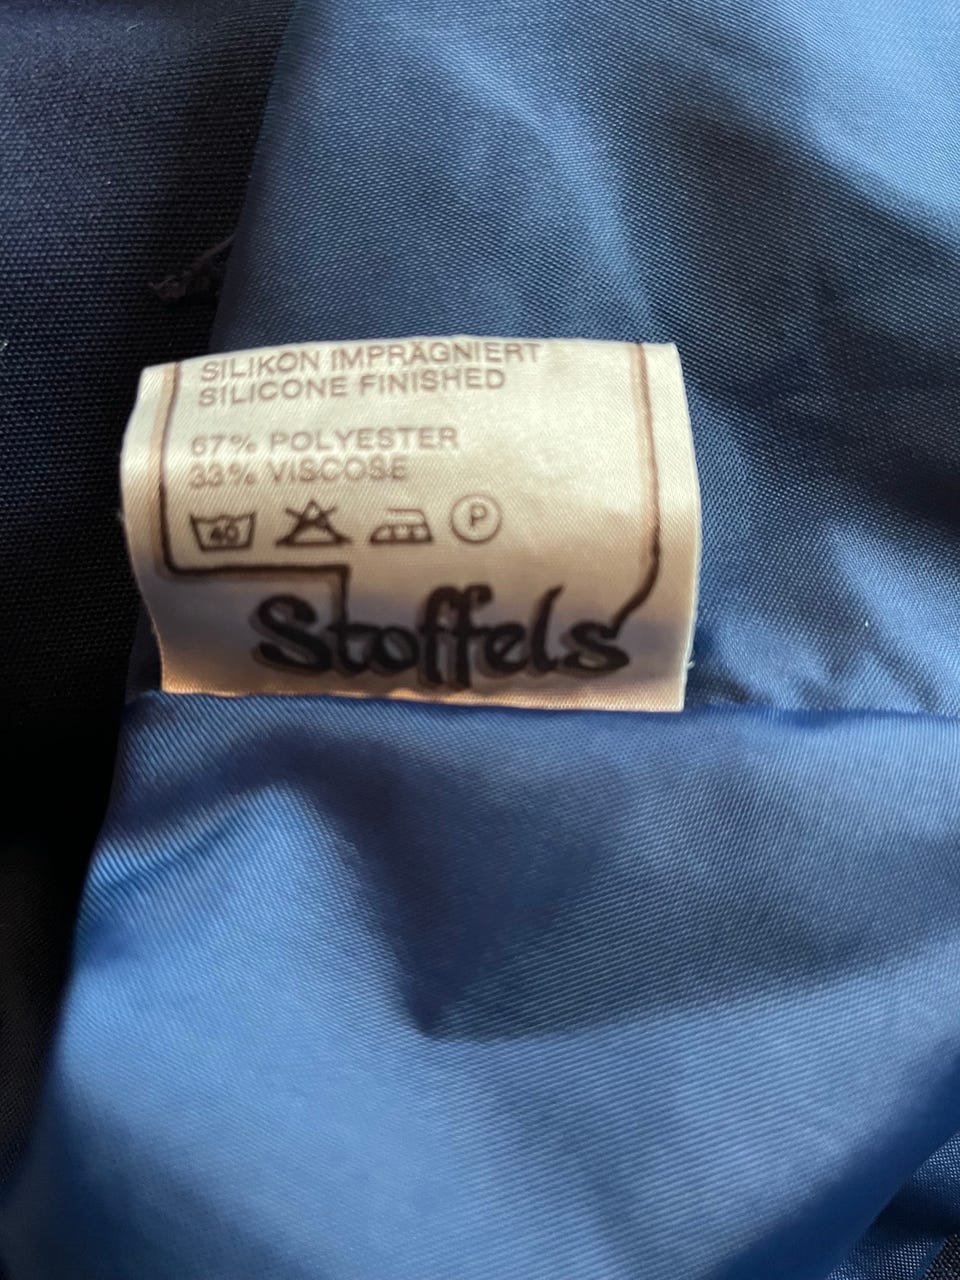 SILIKON IMPRÄGNIERT
SILICONE FINISHED
67% POLYESTER
33% VISCOSE
40 P
Stoffels